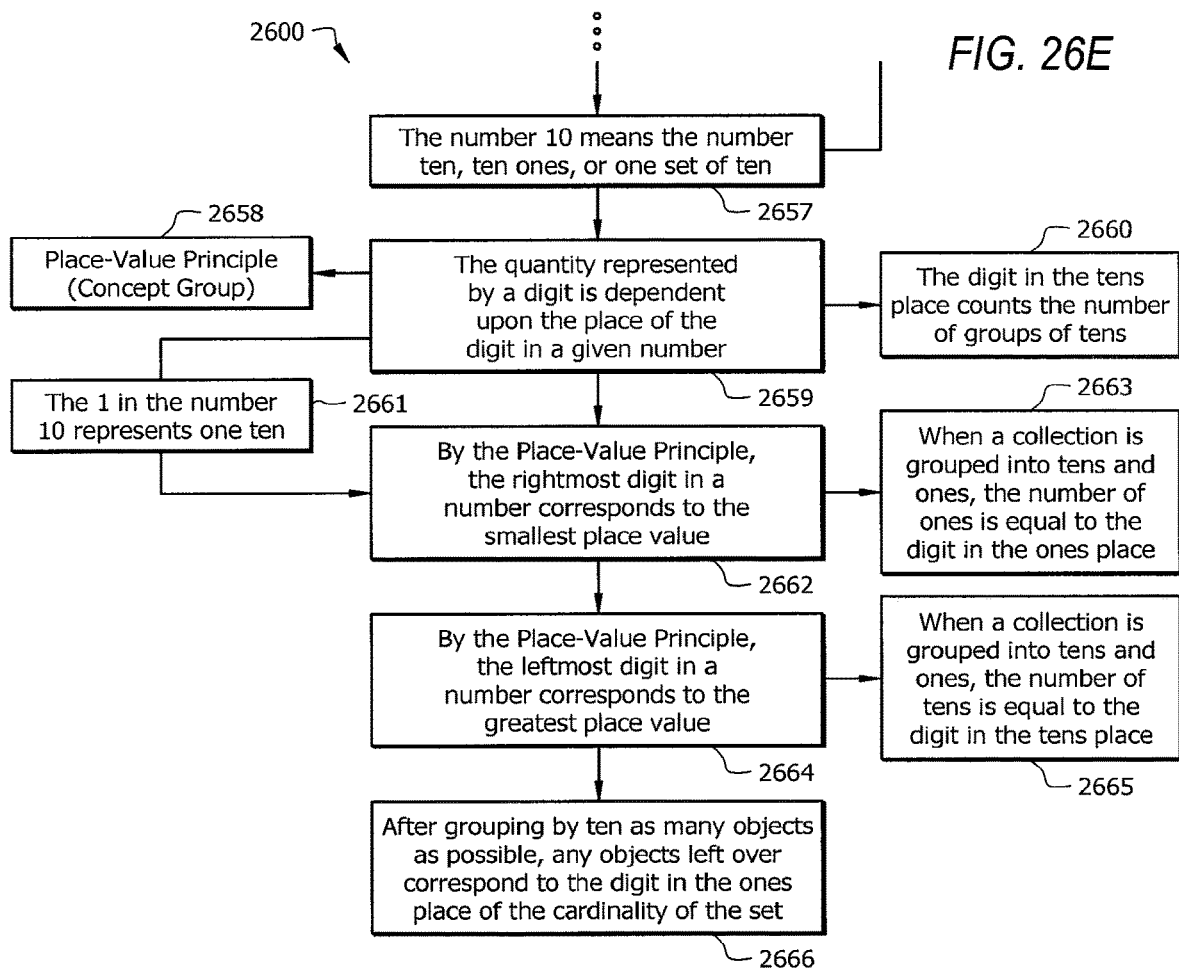 2600
FIG. 26E
The number 10 means the number
ten, ten ones, or one set of ten
2657
2658
Place-Value Principle
(Concept Group)
The quantity represented
by a digit is dependent
upon the place of the
digit in a given number
2659
2660
The digit in the tens
place counts the number
of groups of tens
The 1 in the number
10 represents one ten
2661
By the Place-Value Principle,
the rightmost digit in a
number corresponds to the
smallest place value
2662
2663
When a collection is
grouped into tens and
ones, the number of
ones is equal to the
digit in the ones place
By the Place-Value Principle,
the leftmost digit in a
number corresponds to the
greatest place value
2664
When a collection is
grouped into tens and
ones, the number of
tens is equal to the
digit in the tens place
2665
After grouping by ten as many objects
as possible, any objects left over
correspond to the digit in the ones
place of the cardinality of the set
2666